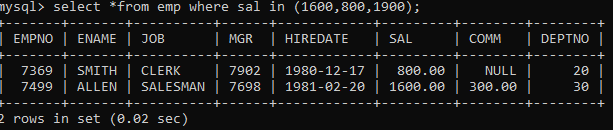 mysql> select *from emp where sal in (1600,800,1900);
+-------+-------+----------+------+------------+---------+--------+--------+
| EMPNO | ENAME | JOB | MGR | HIREDATE | SAL | COMM | DEPTNO |
+-------+-------+----------+------+------------+---------+--------+--------+
| 7369 | SMITH | CLERK | 7902 | 1980-12-17 | 800.00 | NULL | 20 |
| 7499 | ALLEN | SALESMAN | 7698 | 1981-02-20 | 1600.00 | 300.00 | 30 |
+-------+-------+----------+------+------------+---------+--------+--------+
2 rows in set (0.02 sec)